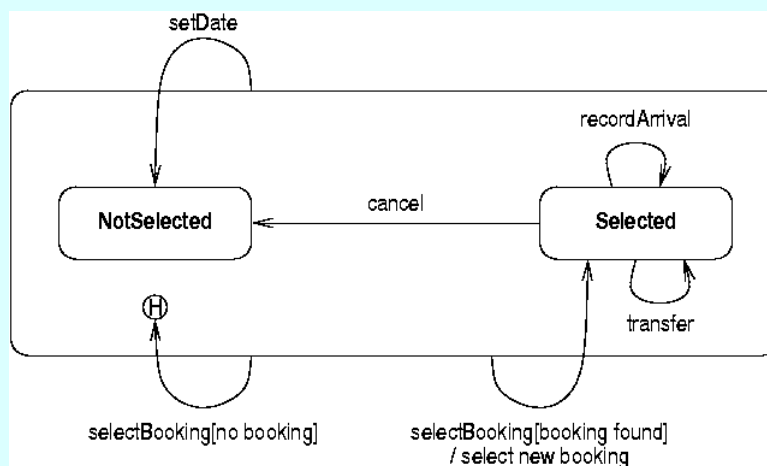 setDate
recordArrival
NotSelected
cancel
Selected
H
transfer
selectBooking[no booking]
selectBooking[booking found]
/ select new booking